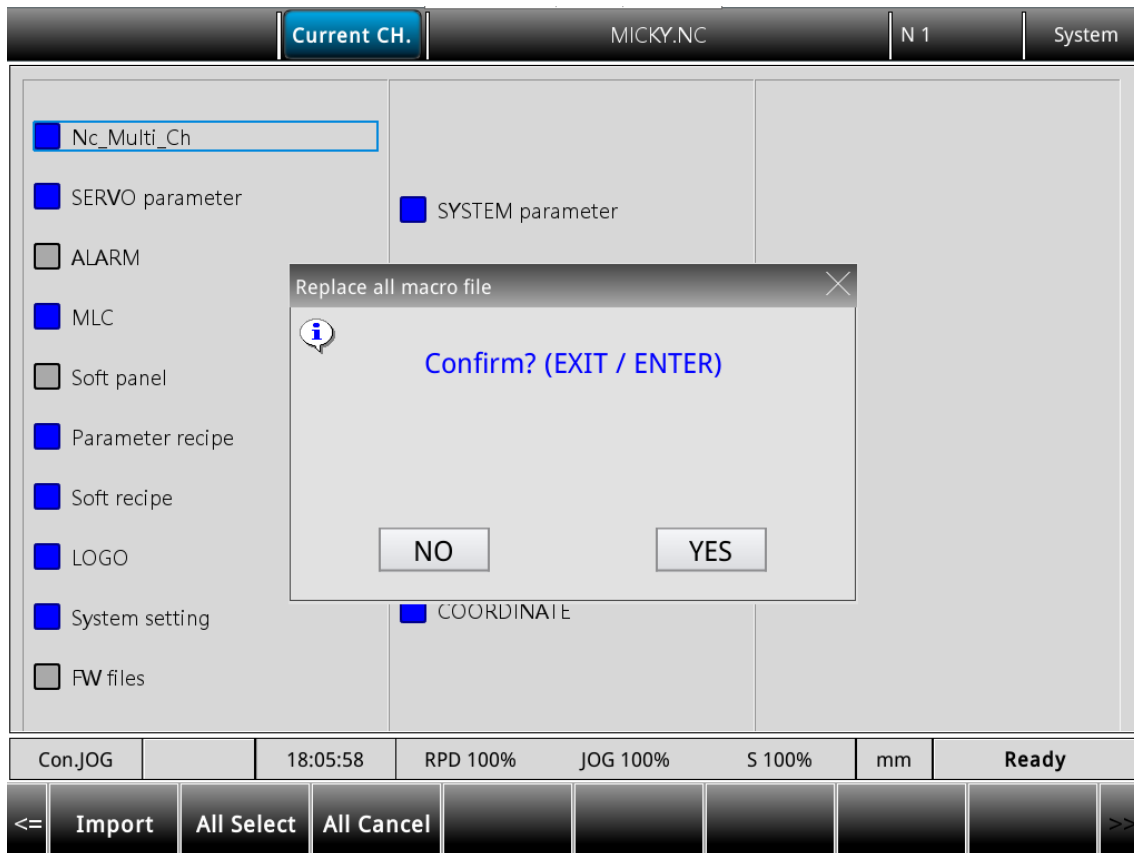 Current CH. MICKY.NC N 1 System
Nc_Multi_Ch
SERVO parameter
SYSTEM parameter
ALARM
Replace all macro file
MLC
Confirm? (EXIT / ENTER)
Soft panel
Parameter recipe
Soft recipe
NO YES
LOGO
COORDINATE
System setting
FW files
Con.JOG 18:05:58 RPD 100% JOG 100% S 100% mm Ready
<= Import All Select All Cancel >>